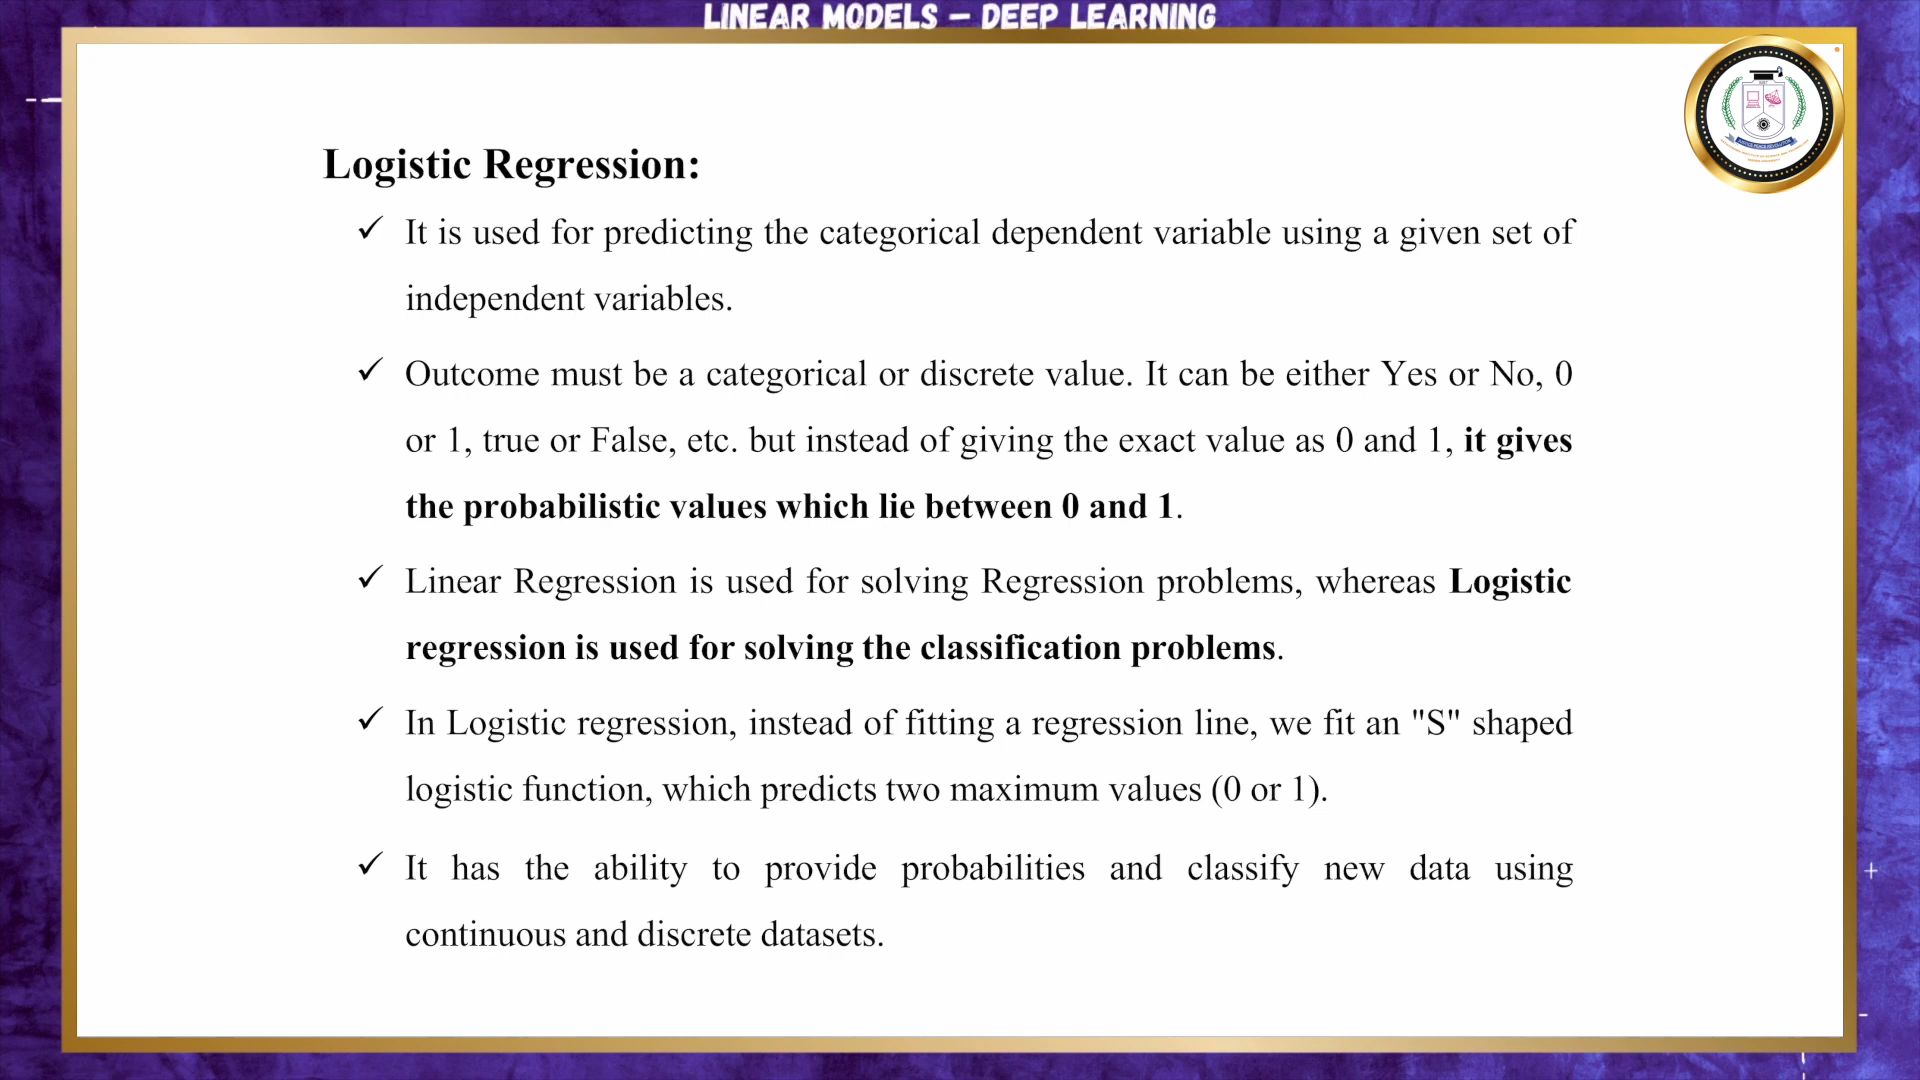 LINEAR MODELS – DEEP LEARNING
Logistic Regression:
✓ It is used for predicting the categorical dependent variable using a given set of
independent variables.
✓ Outcome must be a categorical or discrete value. It can be either Yes or No, 0
or 1, true or False, etc. but instead of giving the exact value as 0 and 1, it gives
the probabilistic values which lie between 0 and 1.
✓ Linear Regression is used for solving Regression problems, whereas Logistic
regression is used for solving the classification problems.
✓ In Logistic regression, instead of fitting a regression line, we fit an "S" shaped
logistic function, which predicts two maximum values (0 or 1).
✓ It has the ability to provide probabilities and classify new data using
continuous and discrete datasets.